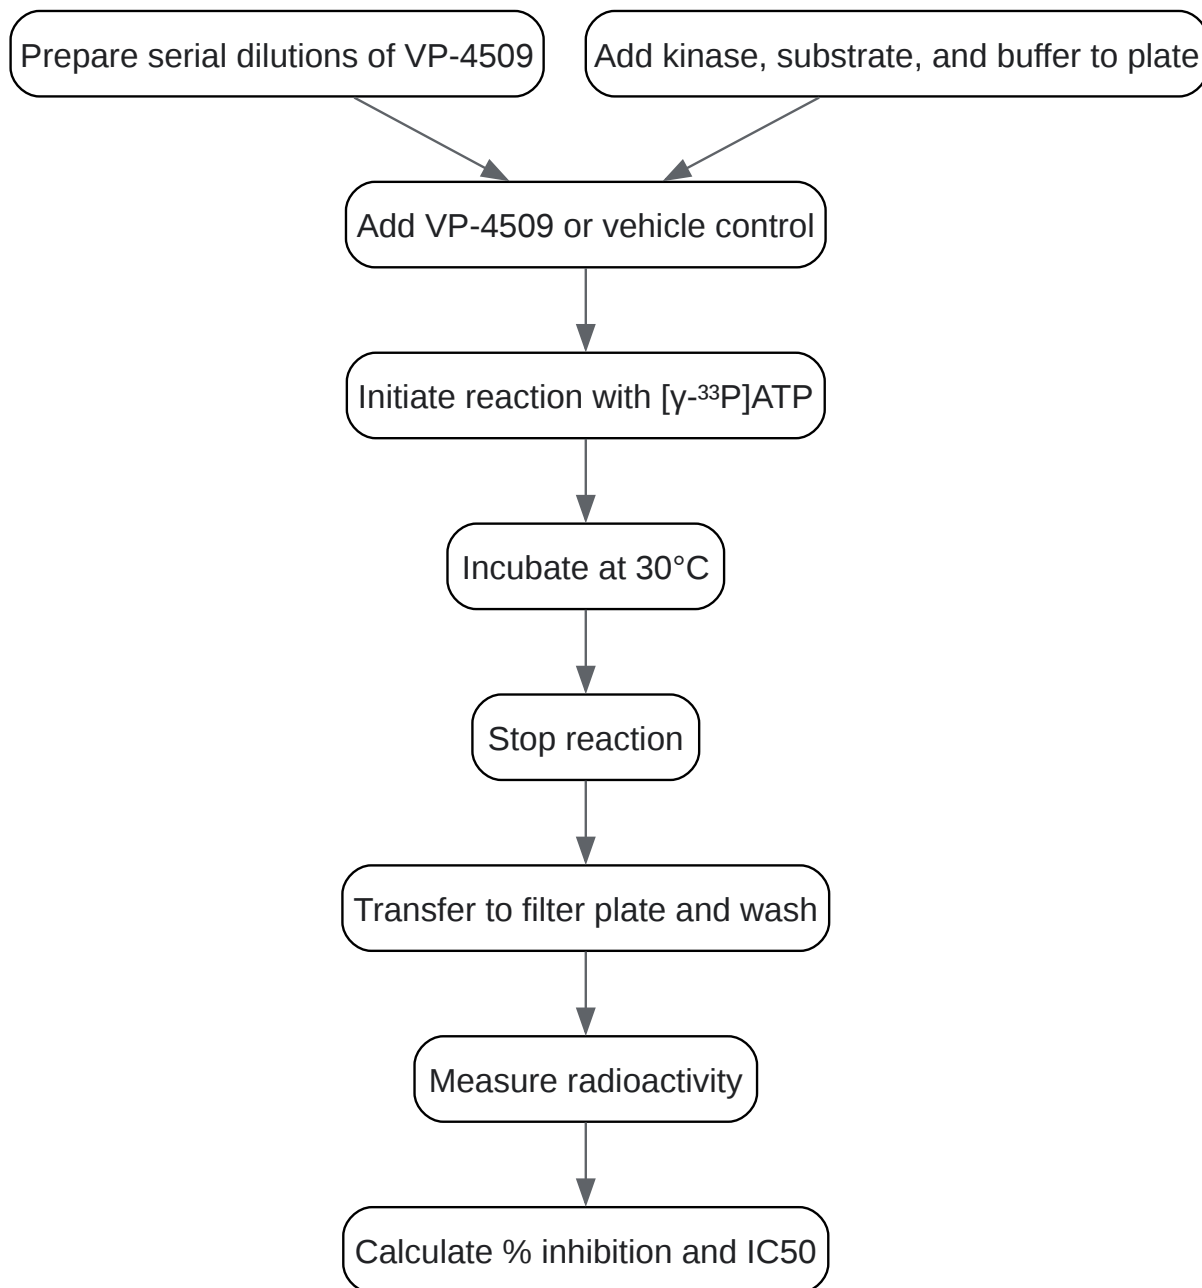 Prepare serial dilutions of VP-4509
Add kinase, substrate, and buffer to plate
Add VP-4509 or vehicle control
Initiate reaction with [γ-³³P]ATP
Incubate at 30°C
Stop reaction
Transfer to filter plate and wash
Measure radioactivity
Calculate % inhibition and IC50